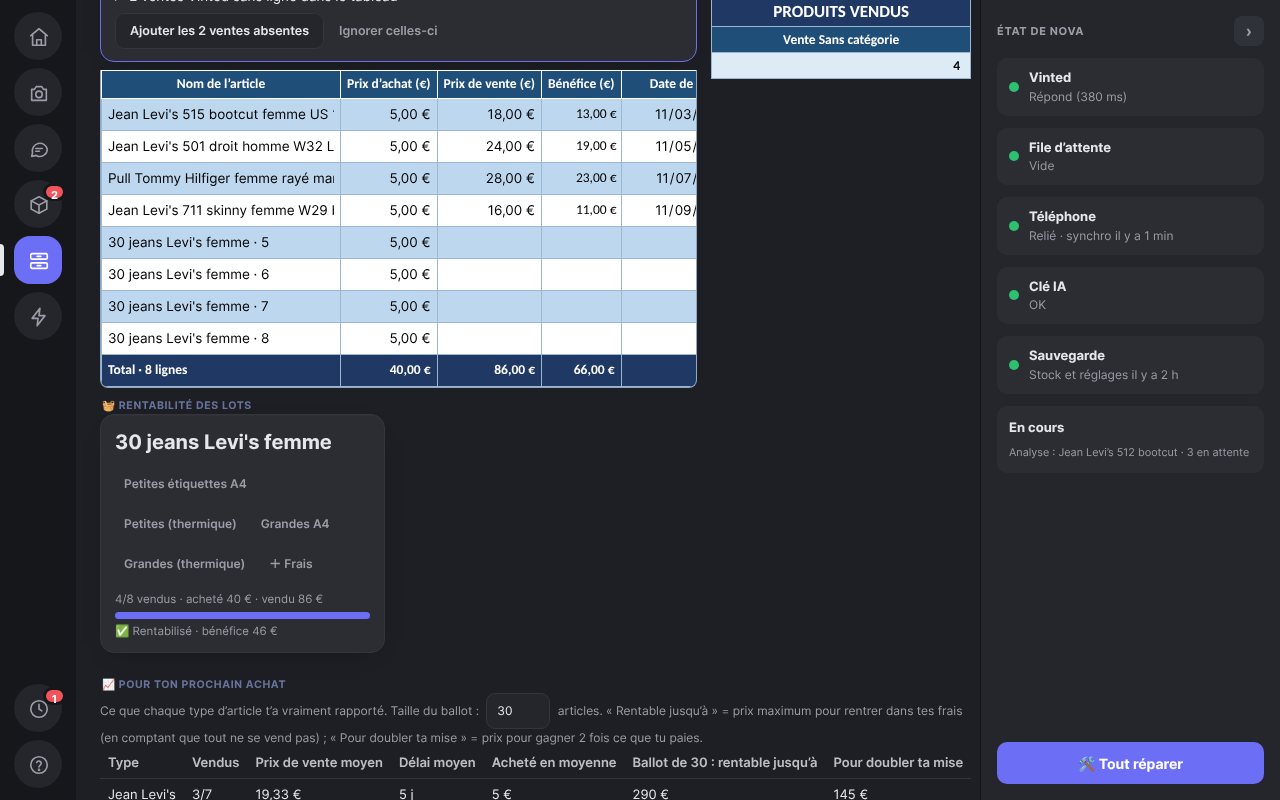 Ajouter les 2 ventes absentes
Ignorer celles-ci
PRODUITS VENDUS
Vente Sans catégorie
4
Nom de l'article Prix d'achat (€) Prix de vente (€) Bénéfice (€) Date de
Jean Levi's 515 bootcut femme US 5,00 € 18,00 € 13,00 € 11/03/
Jean Levi's 501 droit homme W32 L 5,00 € 24,00 € 19,00 € 11/05/
Pull Tommy Hilfiger femme rayé mar 5,00 € 28,00 € 23,00 € 11/07/
Jean Levi's 711 skinny femme W29 5,00 € 16,00 € 11,00 € 11/09/
30 jeans Levi's femme · 5 5,00 €
30 jeans Levi's femme · 6 5,00 €
30 jeans Levi's femme · 7 5,00 €
30 jeans Levi's femme · 8 5,00 €
Total · 8 lignes 40,00 € 86,00 € 66,00 €
RENTABILITÉ DES LOTS
30 jeans Levi's femme
Petites étiquettes A4
Petites (thermique) Grandes A4
Grandes (thermique) + Frais
4/8 vendus · acheté 40 € · vendu 86 €
✅ Rentabilisé · bénéfice 46 €
POUR TON PROCHAIN ACHAT
Ce que chaque type d'article t'a vraiment rapporté. Taille du ballot : 30 articles. « Rentable jusqu'à » = prix maximum pour rentrer dans tes frais
(en comptant que tout ne se vend pas) ; « Pour doubler ta mise » = prix pour gagner 2 fois ce que tu paies.
Type Vendus Prix de vente moyen Délai moyen Acheté en moyenne Ballot de 30 : rentable jusqu'à Pour doubler ta mise
Jean Levi's 3/7 19,33 € 5 j 5 € 290 € 145 €
2
1
ÉTAT DE NOVA
›
Vinted
Répond (380 ms)
File d'attente
Vide
Téléphone
Relié · synchro il y a 1 min
Clé IA
OK
Sauvegarde
Stock et réglages il y a 2 h
En cours
Analyse : Jean Levi's 512 bootcut · 3 en attente
Tout réparer